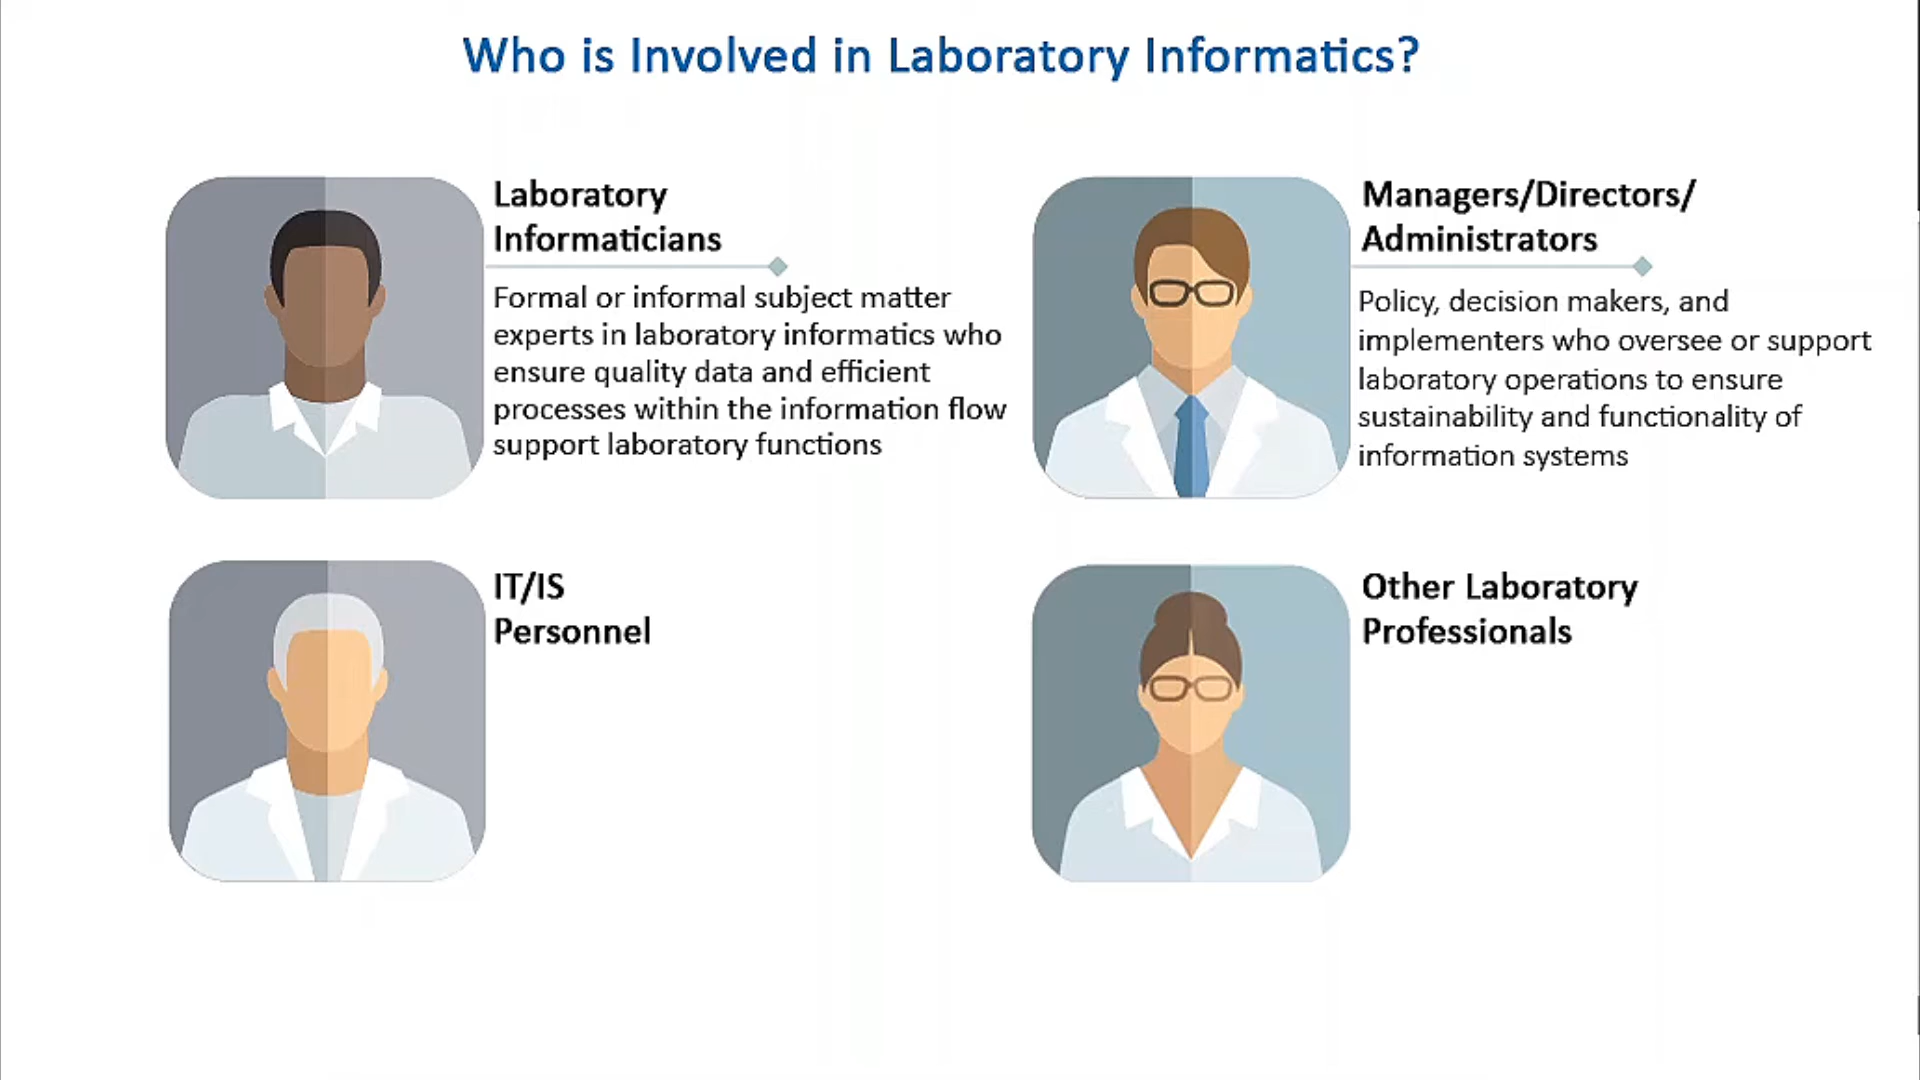 Who is Involved in Laboratory Informatics?
Laboratory
Informaticians
Formal or informal subject matter
experts in laboratory informatics who
ensure quality data and efficient
processes within the information flow
support laboratory functions
Managers/Directors/
Administrators
Policy, decision makers, and
implementers who oversee or support
laboratory operations to ensure
sustainability and functionality of
information systems
IT/IS
Personnel
Other Laboratory
Professionals